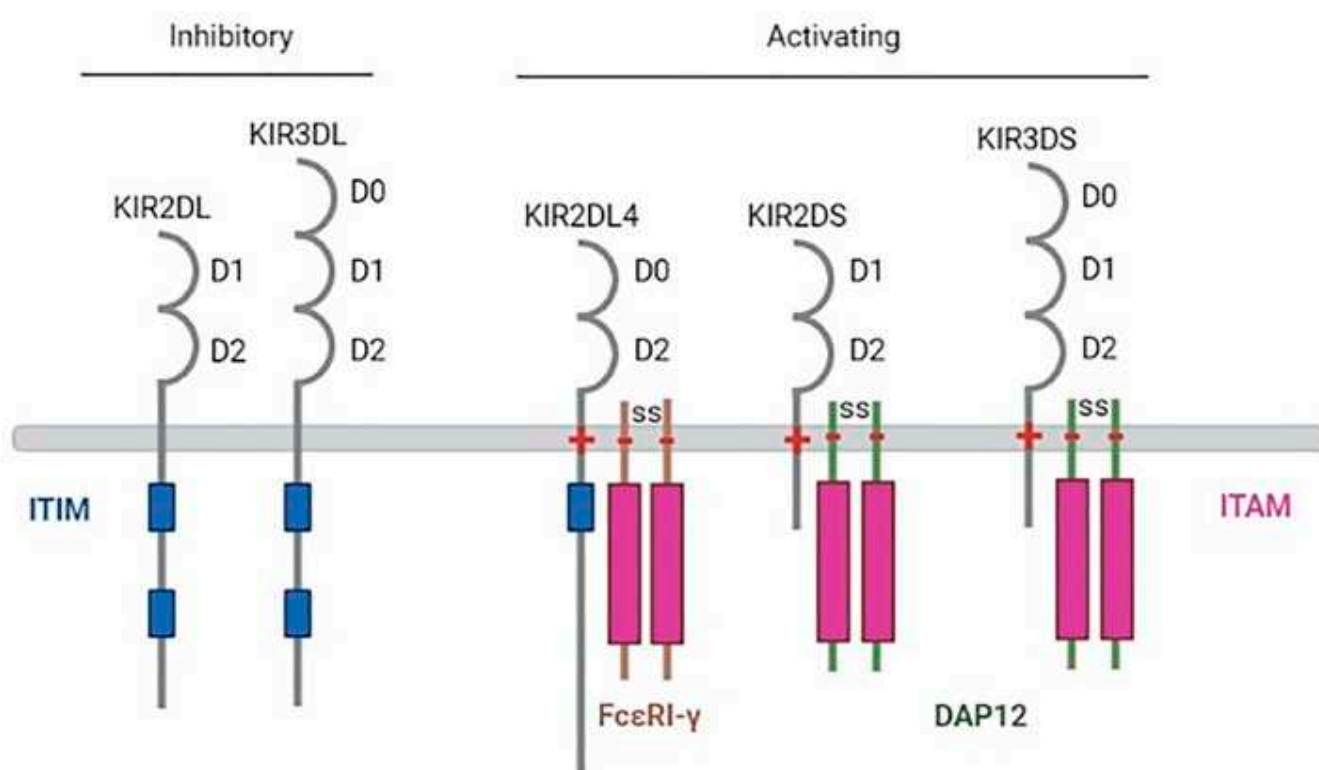 Inhibitory
Activating
KIR3DL
KIR3DS
D0
D0
KIR2DL
KIR2DL4
KIR2DS
D1
D1
D0
D1
D1
D2
D2
D2
D2
D2
ss
ss
ss
+ - -
+ - -
+ - -
ITIM
ITAM
FcεRI-γ
DAP12